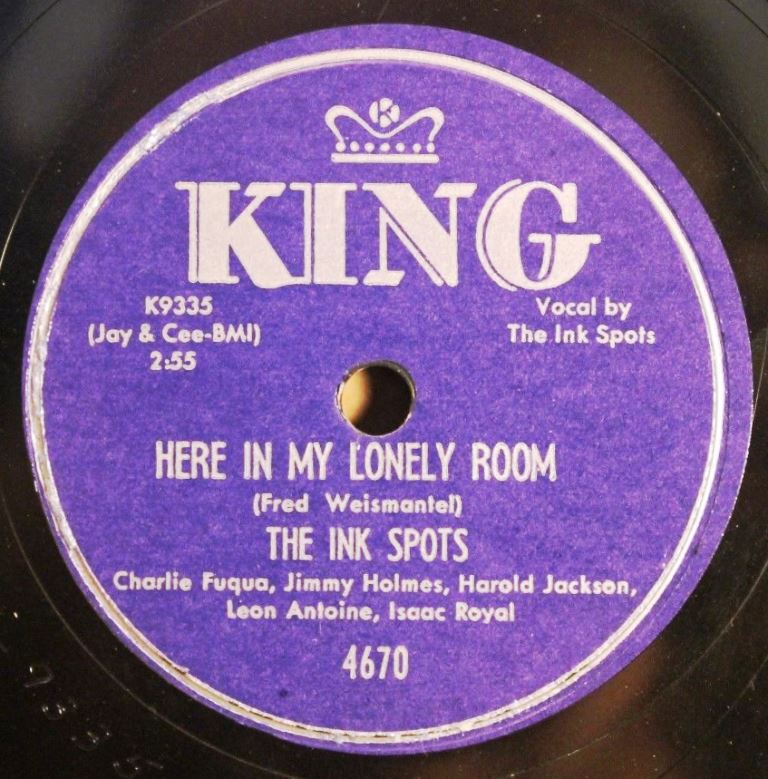 K
KING
K9335
(Jay & Cee-BMI)
2:55
Vocal by
The Ink Spots
HERE IN MY LONELY ROOM
(Fred Weismantel)
THE INK SPOTS
Charlie Fuqua, Jimmy Holmes, Harold Jackson,
Leon Antoine, Isaac Royal
4670